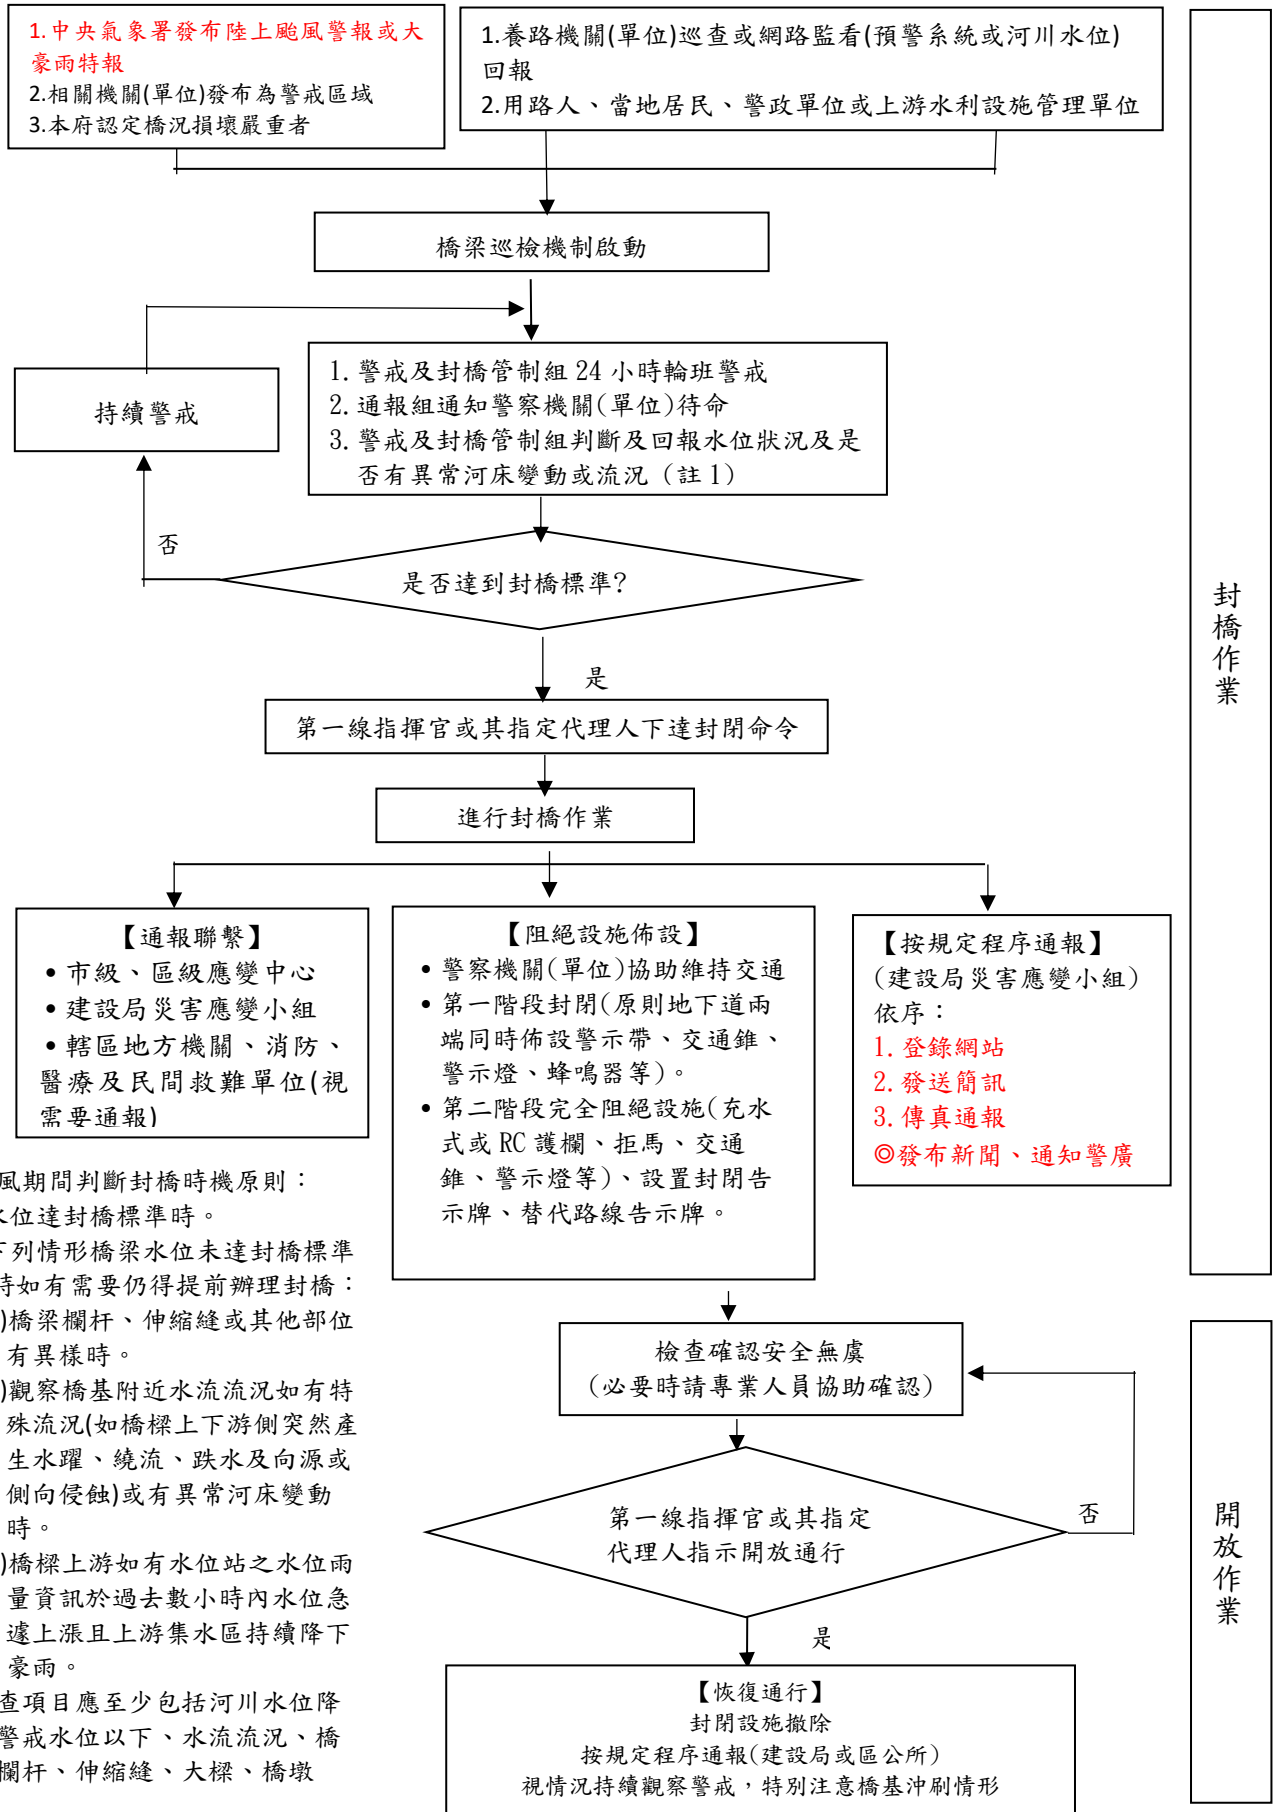 1.中央氣象署發布陸上颱風警報或大
豪雨特報
2.相關機關(單位)發布為警戒區域
3.本府認定橋況損壞嚴重者
1.養路機關(單位)巡查或網路監看(預警系統或河川水位)
回報
2.用路人、當地居民、警政單位或上游水利設施管理單位
橋梁巡檢機制啟動
持續警戒
1. 警戒及封橋管制組 24 小時輪班警戒
2. 通報組通知警察機關(單位)待命
3. 警戒及封橋管制組判斷及回報水位狀況及是
否有異常河床變動或流況（註 1）
否
是否達到封橋標準?
是
第一線指揮官或其指定代理人下達封閉命令
進行封橋作業
封橋作業
【通報聯繫】
• 市級、區級應變中心
• 建設局災害應變小組
• 轄區地方機關、消防、
醫療及民間救難單位(視
需要通報)
【阻絕設施佈設】
• 警察機關(單位)協助維持交通
• 第一階段封閉(原則地下道兩
端同時佈設警示帶、交通錐、
警示燈、蜂鳴器等)。
• 第二階段完全阻絕設施(充水
式或 RC 護欄、拒馬、交通
錐、警示燈等)、設置封閉告
示牌、替代路線告示牌。
【按規定程序通報】
(建設局災害應變小組)
依序：
1. 登錄網站
2. 發送簡訊
3. 傳真通報
◎發布新聞、通知警廣
風期間判斷封橋時機原則：
水位達封橋標準時。
下列情形橋梁水位未達封橋標準
時如有需要仍得提前辦理封橋：
)橋梁欄杆、伸縮縫或其他部位
有異樣時。
)觀察橋基附近水流流況如有特
殊流況(如橋樑上下游側突然產
生水躍、繞流、跌水及向源或
側向侵蝕)或有異常河床變動
時。
)橋樑上游如有水位站之水位雨
量資訊於過去數小時內水位急
遽上漲且上游集水區持續降下
豪雨。
查項目應至少包括河川水位降
警戒水位以下、水流流況、橋
欄杆、伸縮縫、大樑、橋墩
檢查確認安全無虞
(必要時請專業人員協助確認)
第一線指揮官或其指定
代理人指示開放通行
否
是
開放作業
【恢復通行】
封閉設施撤除
按規定程序通報(建設局或區公所)
視情況持續觀察警戒，特別注意橋基沖刷情形